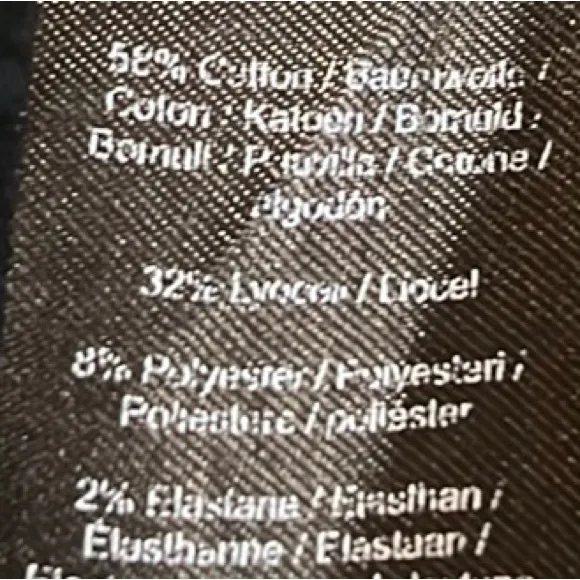 58% Cotton / Baumwolle /
Coton / Katoen / Bomuld /
Bomull / Puuvilla / Cotone /
algodón
32% Lyocell / Liocel
8% Polyester / Polyesteri /
Poliestere / poliéster
2% Elastane / Elasthan /
Élasthanne / Elastaan /